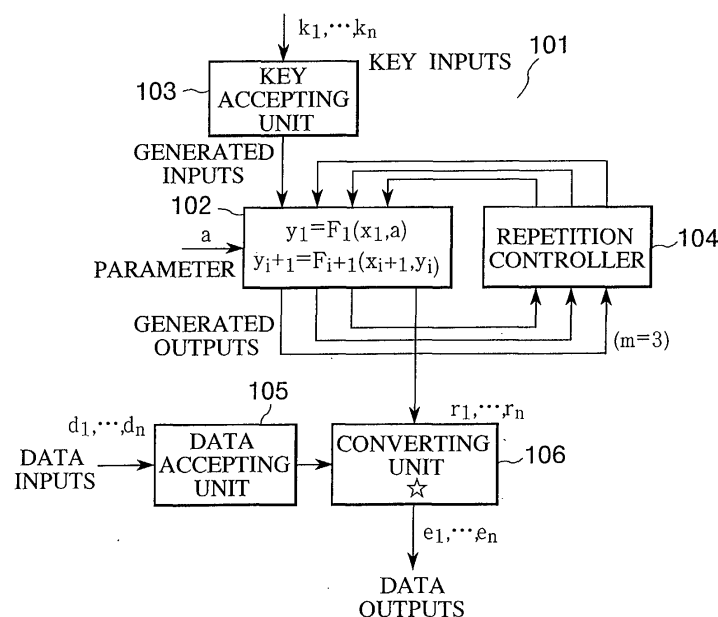 k₁,⋯,kₙ
KEY INPUTS
101
103
KEY
ACCEPTING
UNIT
GENERATED
INPUTS
102
a
PARAMETER
y₁=F₁(x₁,a)
yᵢ+1=Fᵢ+1(xᵢ+1,yᵢ)
REPETITION
CONTROLLER
104
GENERATED
OUTPUTS
(m=3)
105
d₁,⋯,dₙ
DATA
INPUTS
DATA
ACCEPTING
UNIT
r₁,⋯,rₙ
CONVERTING
UNIT
☆
106
e₁,⋯,eₙ
DATA
OUTPUTS